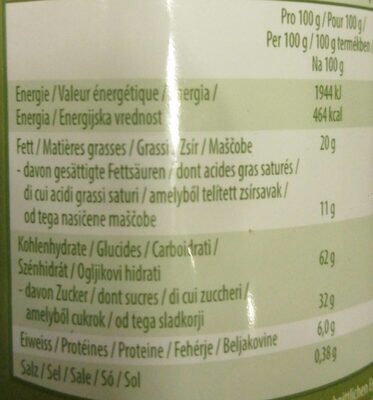 Pro 100 g / Pour 100 g /
Per 100 g / 100 g termékben
Na 100 g
Energie / Valeur énergétique / ergia / 1944 kJ
Energia / Energijska vrednost 464 kcal
Fett / Matières grasses / Grassi Zsír / Maščobe 20 g
- davon gesättigte Fettsäuren / dont acides gras saturés /
di cui acidi grassi saturi / amelyből telített zsírsavak /
od tega nasičene maščobe 11 g
Kohlenhydrate / Glucides / Carboidrati /
Szénhidrát / Ogljikovi hidrati 62 g
- davon Zucker / dont sucres / di cui zuccheri /
amelyből cukrok / od tega sladkorji 32 g
Eiweiss / Protéines / Proteine / Fehérje / Beljakovine 6,0 g
Salz / Sel / Sale / Só / Sol 0,38 g